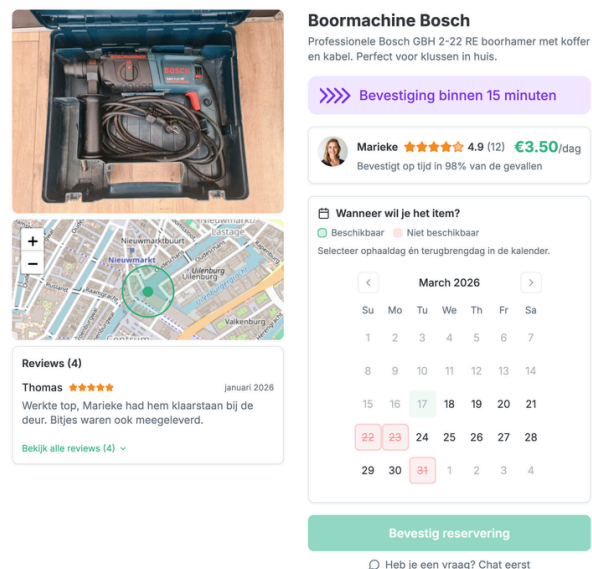 BOSCH
Nieuwmarkt/
Lastage
Nieuwmarktbuurt
Nieuwmarkt
Uilenburg
Uilenburg
Uilenburgergracht
Valkenburg
Centrum
+
−
Reviews (4)
Thomas ★★★★★ januari 2026
Werkte top, Marieke had hem klaarstaan bij de
deur. Bitjes waren ook meegeleverd.
Bekijk alle reviews (4)
Boormachine Bosch
Professionele Bosch GBH 2-22 RE boorhamer met koffer
en kabel. Perfect voor klussen in huis.
Bevestiging binnen 15 minuten
Marieke ★★★★☆ 4.9 (12) €3.50/dag
Bevestigt op tijd in 98% van de gevallen
Wanneer wil je het item?
Beschikbaar Niet beschikbaar
Selecteer ophaaldag én terugbrengdag in de kalender.
March 2026
Su Mo Tu We Th Fr Sa
1 2 3 4 5 6 7
8 9 10 11 12 13 14
15 16 17 18 19 20 21
22 23 24 25 26 27 28
29 30 31 1 2 3 4
Bevestig reservering
Heb je een vraag? Chat eerst